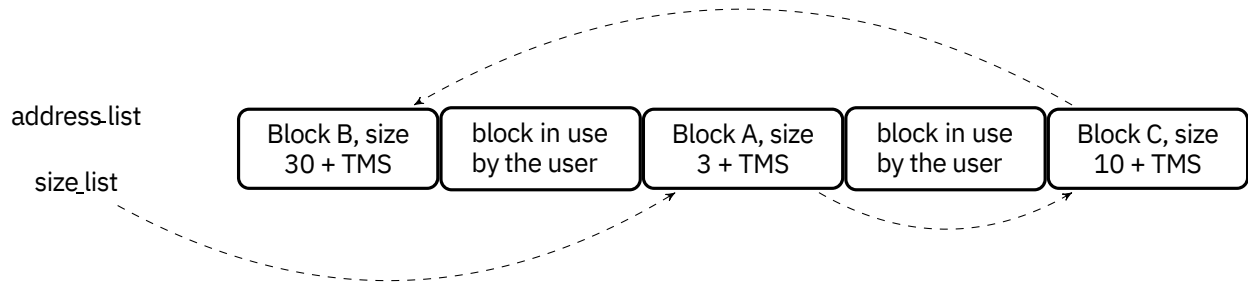 address_list
size_list
Block B, size
30 + TMS
block in use
by the user
Block A, size
3 + TMS
block in use
by the user
Block C, size
10 + TMS